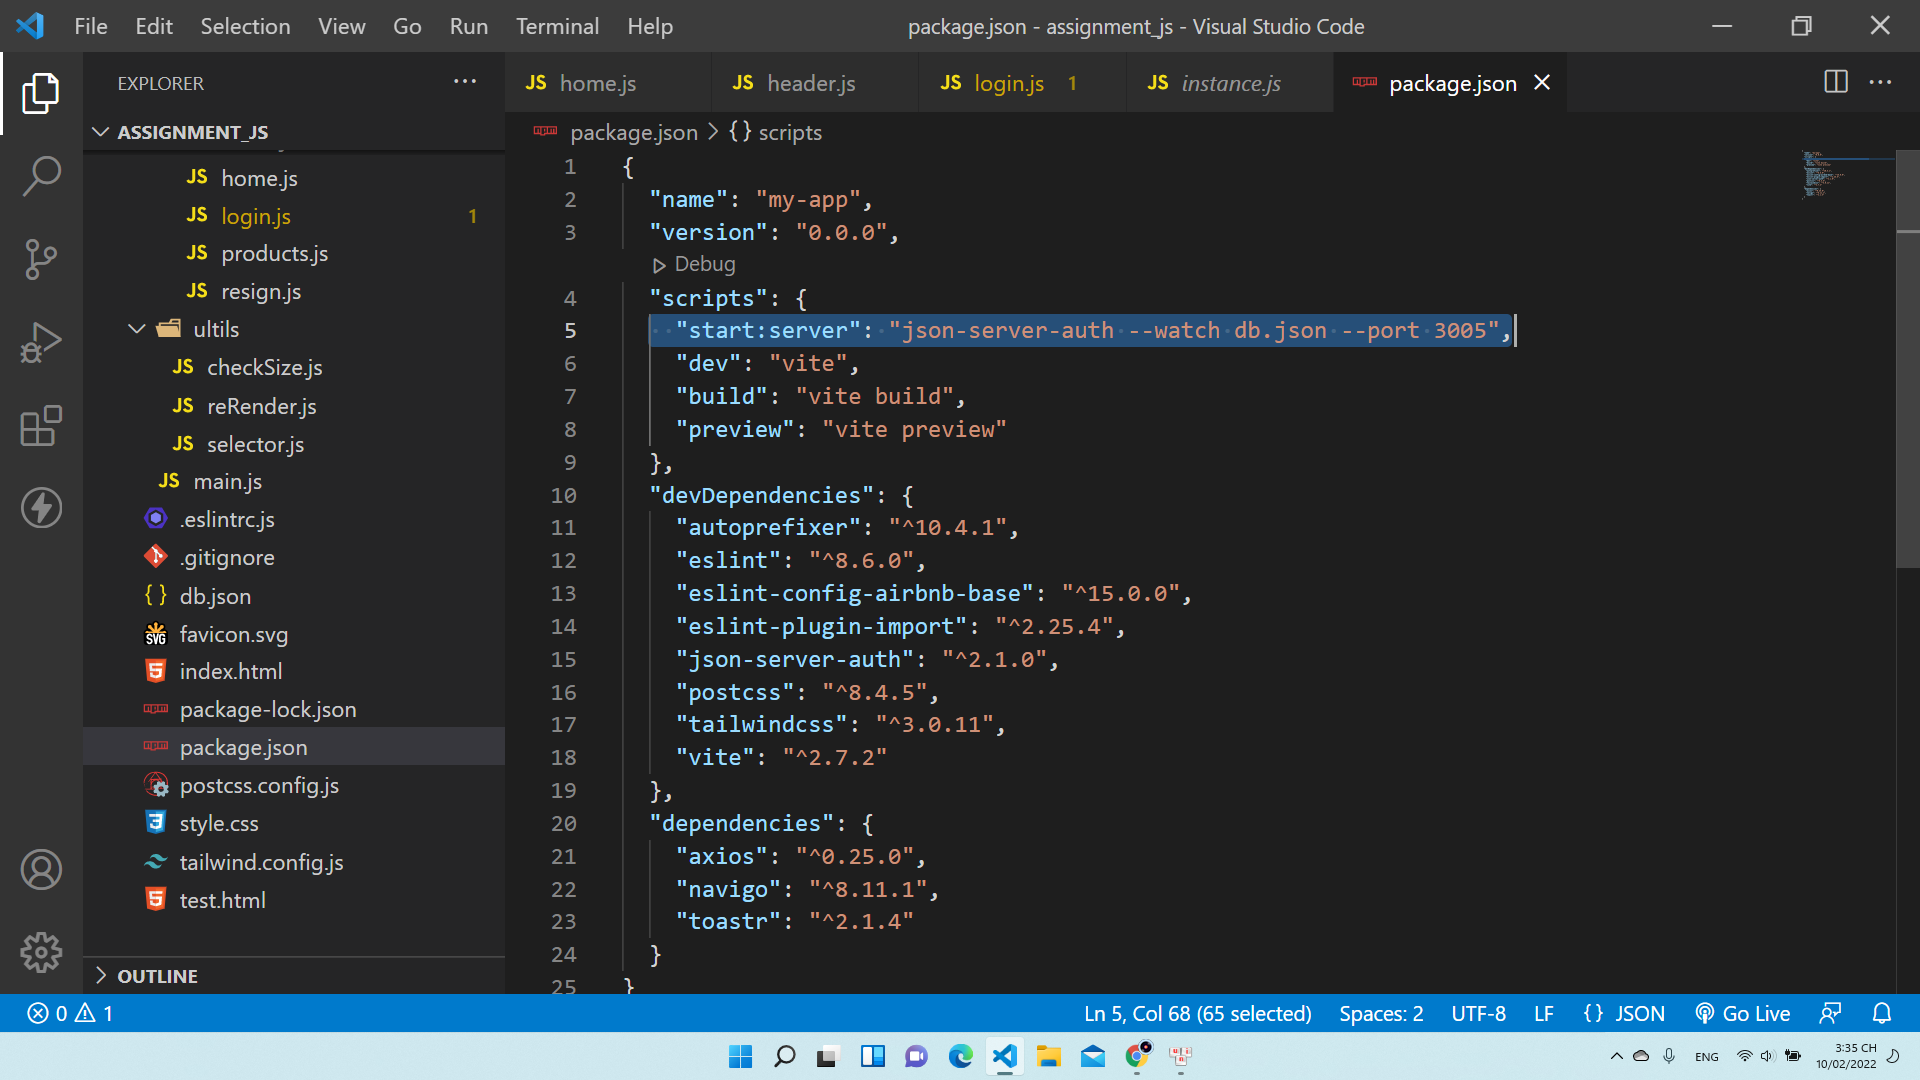 File Edit Selection View Go Run Terminal Help
package.json - assignment_js - Visual Studio Code
EXPLORER
ASSIGNMENT_JS
JS home.js
JS login.js 1
JS products.js
JS resign.js
ultils
JS checkSize.js
JS reRender.js
JS selector.js
JS main.js
.eslintrc.js
.gitignore
{} db.json
SVG favicon.svg
5 index.html
package-lock.json
package.json
postcss.config.js
3 style.css
tailwind.config.js
5 test.html
OUTLINE
JS home.js JS header.js JS login.js 1 JS instance.js package.json
package.json > {} scripts
1 {
2 "name": "my-app",
3 "version": "0.0.0",
Debug
4 "scripts": {
5 "start:server": "json-server-auth --watch db.json --port 3005",
6 "dev": "vite",
7 "build": "vite build",
8 "preview": "vite preview"
9 },
10 "devDependencies": {
11 "autoprefixer": "^10.4.1",
12 "eslint": "^8.6.0",
13 "eslint-config-airbnb-base": "^15.0.0",
14 "eslint-plugin-import": "^2.25.4",
15 "json-server-auth": "^2.1.0",
16 "postcss": "^8.4.5",
17 "tailwindcss": "^3.0.11",
18 "vite": "^2.7.2"
19 },
20 "dependencies": {
21 "axios": "^0.25.0",
22 "navigo": "^8.11.1",
23 "toastr": "^2.1.4"
24 }
25 }
0 1 Ln 5, Col 68 (65 selected) Spaces: 2 UTF-8 LF {} JSON Go Live
ENG
3:35 CH
10/02/2022